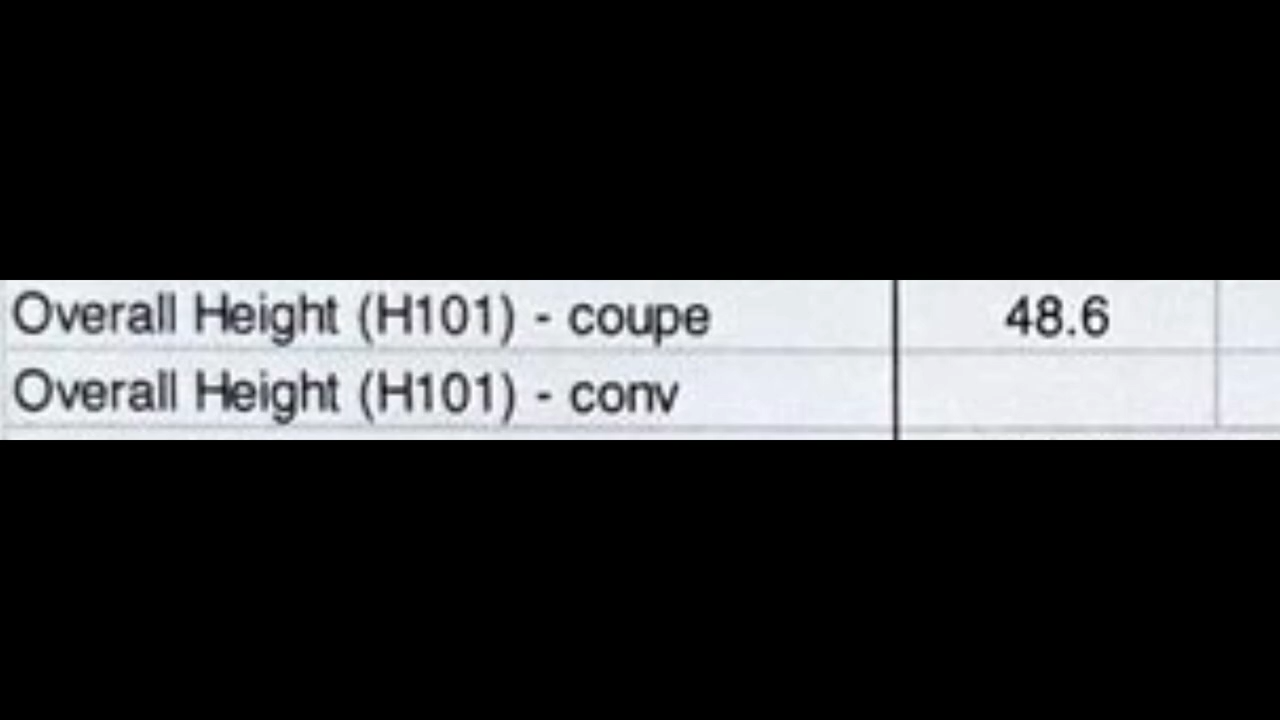 Overall Height (H101) - coupe 48.6
Overall Height (H101) - conv